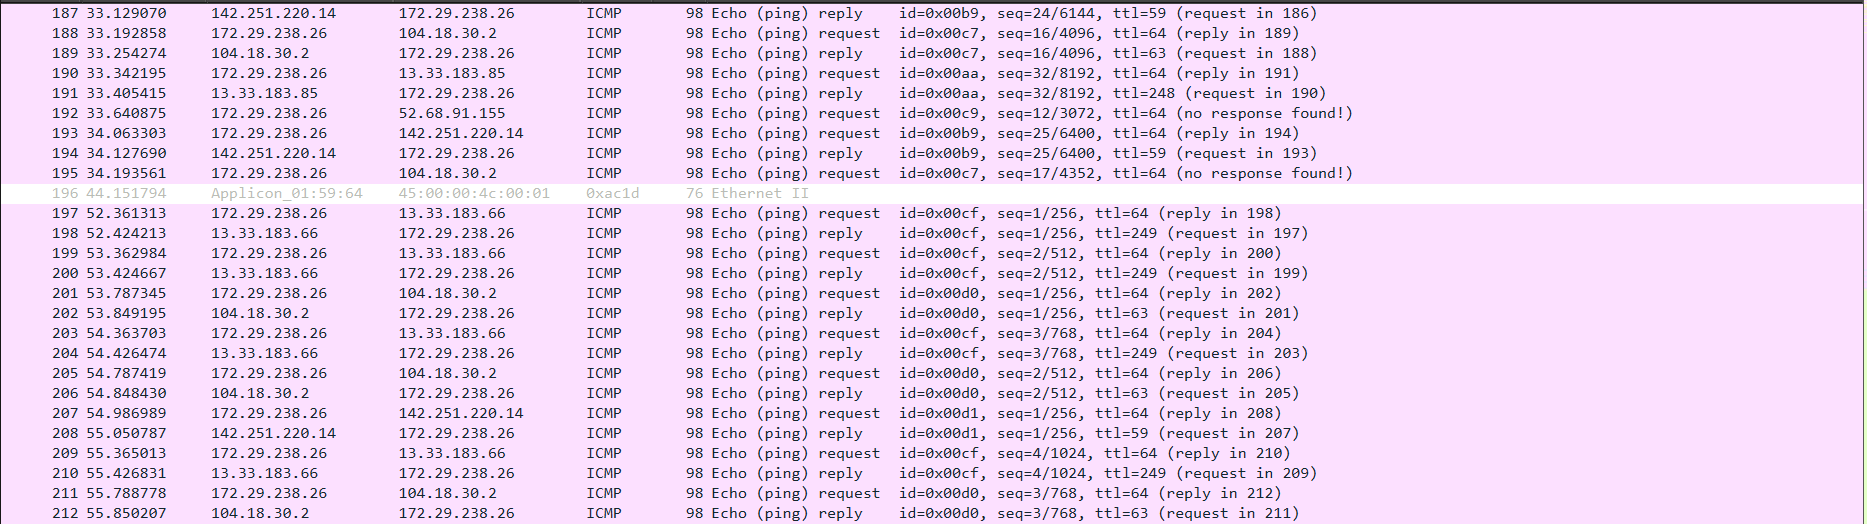 187 33.129070 142.251.220.14 172.29.238.26 ICMP 98 Echo (ping) reply id=0x00b9, seq=24/6144, ttl=59 (request in 186)
188 33.192858 172.29.238.26 104.18.30.2 ICMP 98 Echo (ping) request id=0x00c7, seq=16/4096, ttl=64 (reply in 189)
189 33.254274 104.18.30.2 172.29.238.26 ICMP 98 Echo (ping) reply id=0x00c7, seq=16/4096, ttl=63 (request in 188)
190 33.342195 172.29.238.26 13.33.183.85 ICMP 98 Echo (ping) request id=0x00aa, seq=32/8192, ttl=64 (reply in 191)
191 33.405415 13.33.183.85 172.29.238.26 ICMP 98 Echo (ping) reply id=0x00aa, seq=32/8192, ttl=248 (request in 190)
192 33.640875 172.29.238.26 52.68.91.155 ICMP 98 Echo (ping) request id=0x00c9, seq=12/3072, ttl=64 (no response found!)
193 34.063303 172.29.238.26 142.251.220.14 ICMP 98 Echo (ping) request id=0x00b9, seq=25/6400, ttl=64 (reply in 194)
194 34.127690 142.251.220.14 172.29.238.26 ICMP 98 Echo (ping) reply id=0x00b9, seq=25/6400, ttl=59 (request in 193)
195 34.193561 172.29.238.26 104.18.30.2 ICMP 98 Echo (ping) request id=0x00c7, seq=17/4352, ttl=64 (no response found!)
196 44.151794 Applicon_01:59:64 45:00:00:4c:00:01 0xac1d 76 Ethernet II
197 52.361313 172.29.238.26 13.33.183.66 ICMP 98 Echo (ping) request id=0x00cf, seq=1/256, ttl=64 (reply in 198)
198 52.424213 13.33.183.66 172.29.238.26 ICMP 98 Echo (ping) reply id=0x00cf, seq=1/256, ttl=249 (request in 197)
199 53.362984 172.29.238.26 13.33.183.66 ICMP 98 Echo (ping) request id=0x00cf, seq=2/512, ttl=64 (reply in 200)
200 53.424667 13.33.183.66 172.29.238.26 ICMP 98 Echo (ping) reply id=0x00cf, seq=2/512, ttl=249 (request in 199)
201 53.787345 172.29.238.26 104.18.30.2 ICMP 98 Echo (ping) request id=0x00d0, seq=1/256, ttl=64 (reply in 202)
202 53.849195 104.18.30.2 172.29.238.26 ICMP 98 Echo (ping) reply id=0x00d0, seq=1/256, ttl=63 (request in 201)
203 54.363703 172.29.238.26 13.33.183.66 ICMP 98 Echo (ping) request id=0x00cf, seq=3/768, ttl=64 (reply in 204)
204 54.426474 13.33.183.66 172.29.238.26 ICMP 98 Echo (ping) reply id=0x00cf, seq=3/768, ttl=249 (request in 203)
205 54.787419 172.29.238.26 104.18.30.2 ICMP 98 Echo (ping) request id=0x00d0, seq=2/512, ttl=64 (reply in 206)
206 54.848430 104.18.30.2 172.29.238.26 ICMP 98 Echo (ping) reply id=0x00d0, seq=2/512, ttl=63 (request in 205)
207 54.986989 172.29.238.26 142.251.220.14 ICMP 98 Echo (ping) request id=0x00d1, seq=1/256, ttl=64 (reply in 208)
208 55.050787 142.251.220.14 172.29.238.26 ICMP 98 Echo (ping) reply id=0x00d1, seq=1/256, ttl=59 (request in 207)
209 55.365013 172.29.238.26 13.33.183.66 ICMP 98 Echo (ping) request id=0x00cf, seq=4/1024, ttl=64 (reply in 210)
210 55.426831 13.33.183.66 172.29.238.26 ICMP 98 Echo (ping) reply id=0x00cf, seq=4/1024, ttl=249 (request in 209)
211 55.788778 172.29.238.26 104.18.30.2 ICMP 98 Echo (ping) request id=0x00d0, seq=3/768, ttl=64 (reply in 212)
212 55.850207 104.18.30.2 172.29.238.26 ICMP 98 Echo (ping) reply id=0x00d0, seq=3/768, ttl=63 (request in 211)